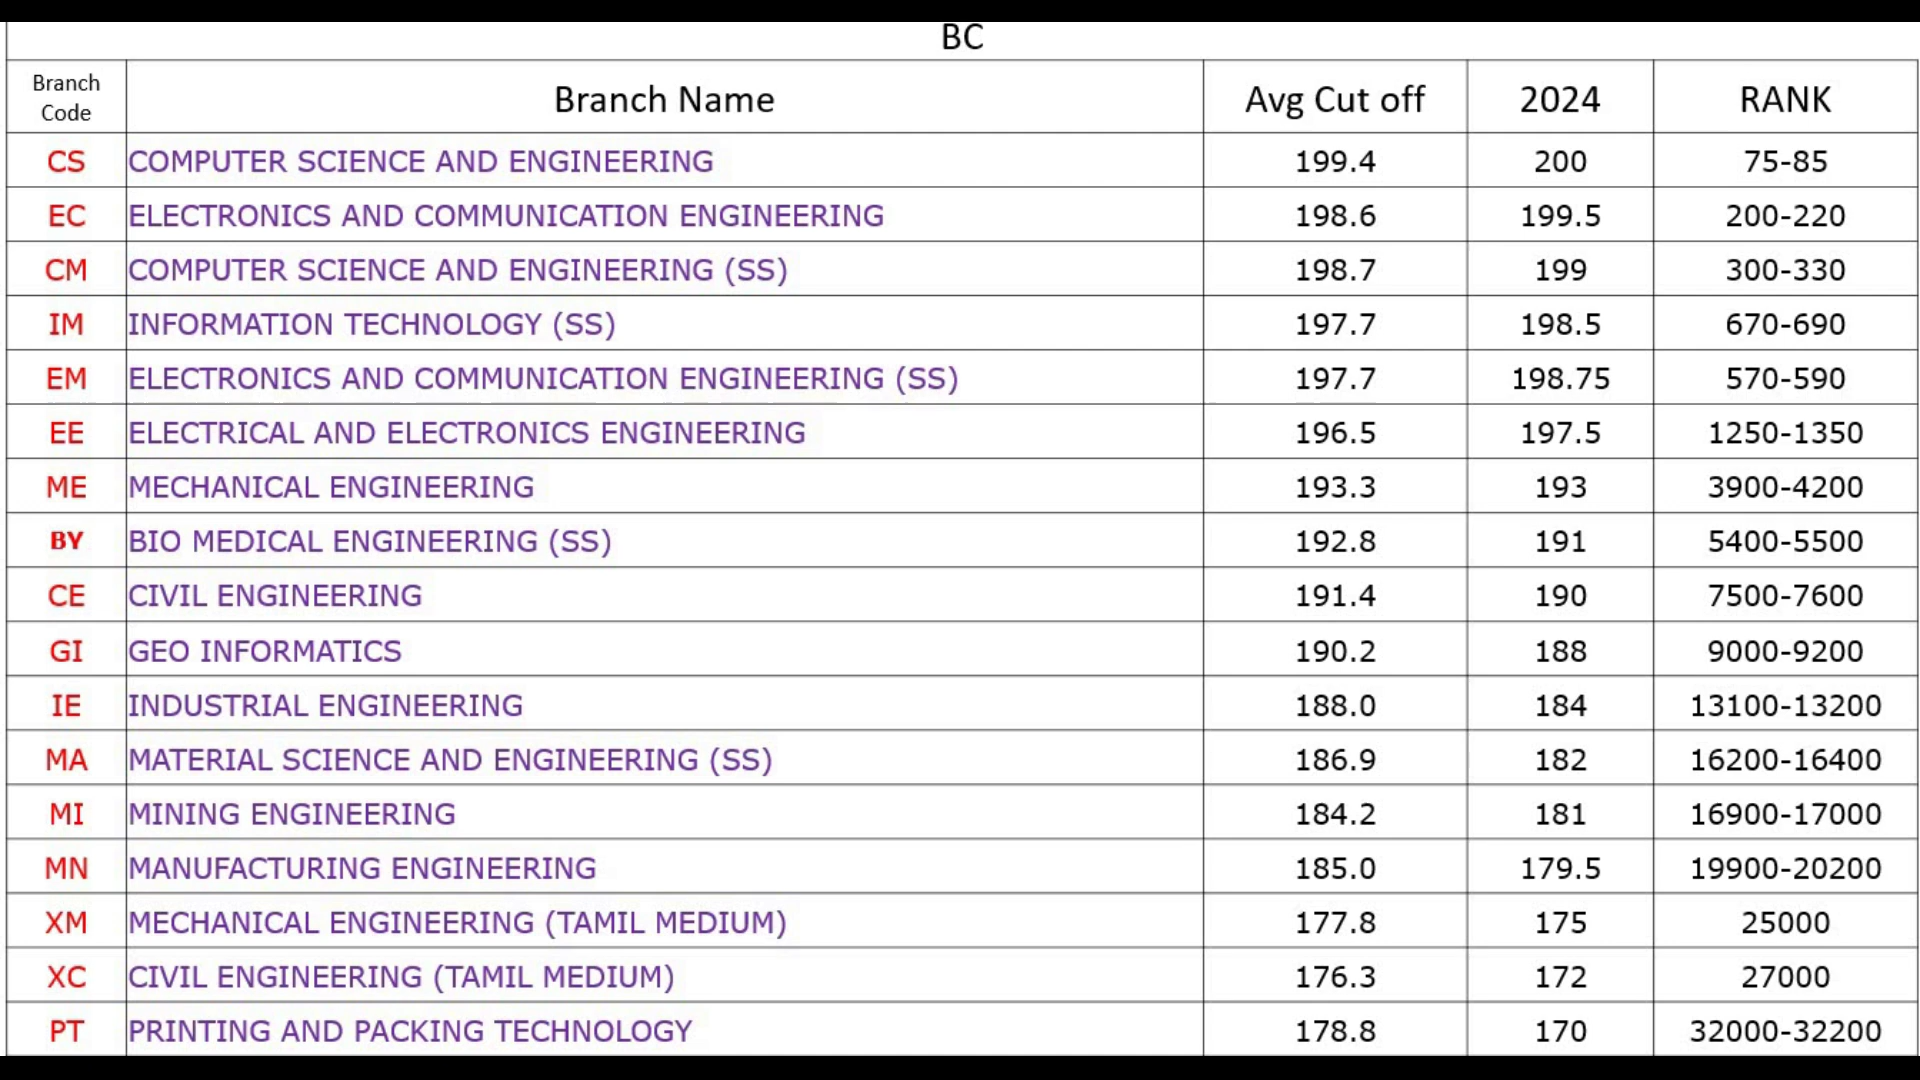 BC
Branch Code Branch Name Avg Cut off 2024 RANK
CS COMPUTER SCIENCE AND ENGINEERING 199.4 200 75-85
EC ELECTRONICS AND COMMUNICATION ENGINEERING 198.6 199.5 200-220
CM COMPUTER SCIENCE AND ENGINEERING (SS) 198.7 199 300-330
IM INFORMATION TECHNOLOGY (SS) 197.7 198.5 670-690
EM ELECTRONICS AND COMMUNICATION ENGINEERING (SS) 197.7 198.75 570-590
EE ELECTRICAL AND ELECTRONICS ENGINEERING 196.5 197.5 1250-1350
ME MECHANICAL ENGINEERING 193.3 193 3900-4200
BY BIO MEDICAL ENGINEERING (SS) 192.8 191 5400-5500
CE CIVIL ENGINEERING 191.4 190 7500-7600
GI GEO INFORMATICS 190.2 188 9000-9200
IE INDUSTRIAL ENGINEERING 188.0 184 13100-13200
MA MATERIAL SCIENCE AND ENGINEERING (SS) 186.9 182 16200-16400
MI MINING ENGINEERING 184.2 181 16900-17000
MN MANUFACTURING ENGINEERING 185.0 179.5 19900-20200
XM MECHANICAL ENGINEERING (TAMIL MEDIUM) 177.8 175 25000
XC CIVIL ENGINEERING (TAMIL MEDIUM) 176.3 172 27000
PT PRINTING AND PACKING TECHNOLOGY 178.8 170 32000-32200